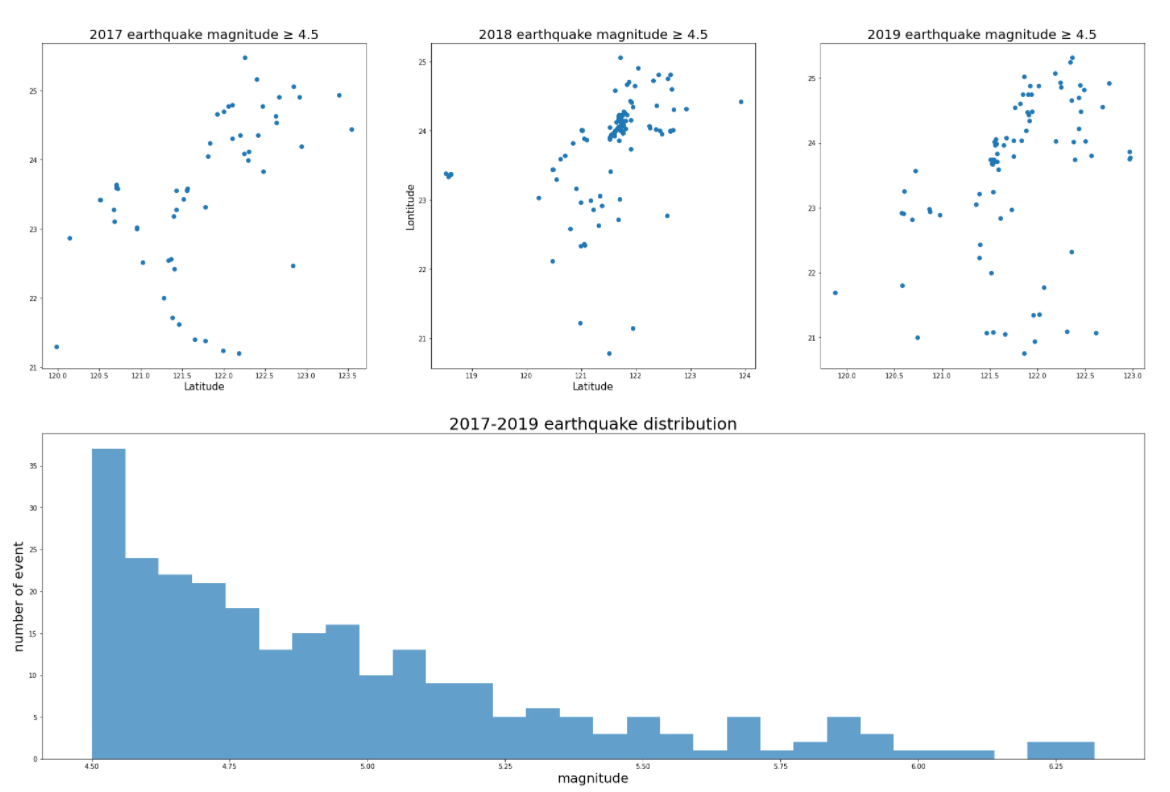 2017 earthquake magnitude ≥ 4.5
25
24
23
22
21
120.0 120.5 121.0 121.5 122.0 122.5 123.0 123.5
Latitude
2018 earthquake magnitude ≥ 4.5
Lontitude
25
24
23
22
21
119 120 121 122 123 124
Latitude
2019 earthquake magnitude ≥ 4.5
25
24
23
22
21
120.0 120.5 121.0 121.5 122.0 122.5 123.0
2017-2019 earthquake distribution
number of event
35
30
25
20
15
10
5
0
4.50 4.75 5.00 5.25 5.50 5.75 6.00 6.25
magnitude